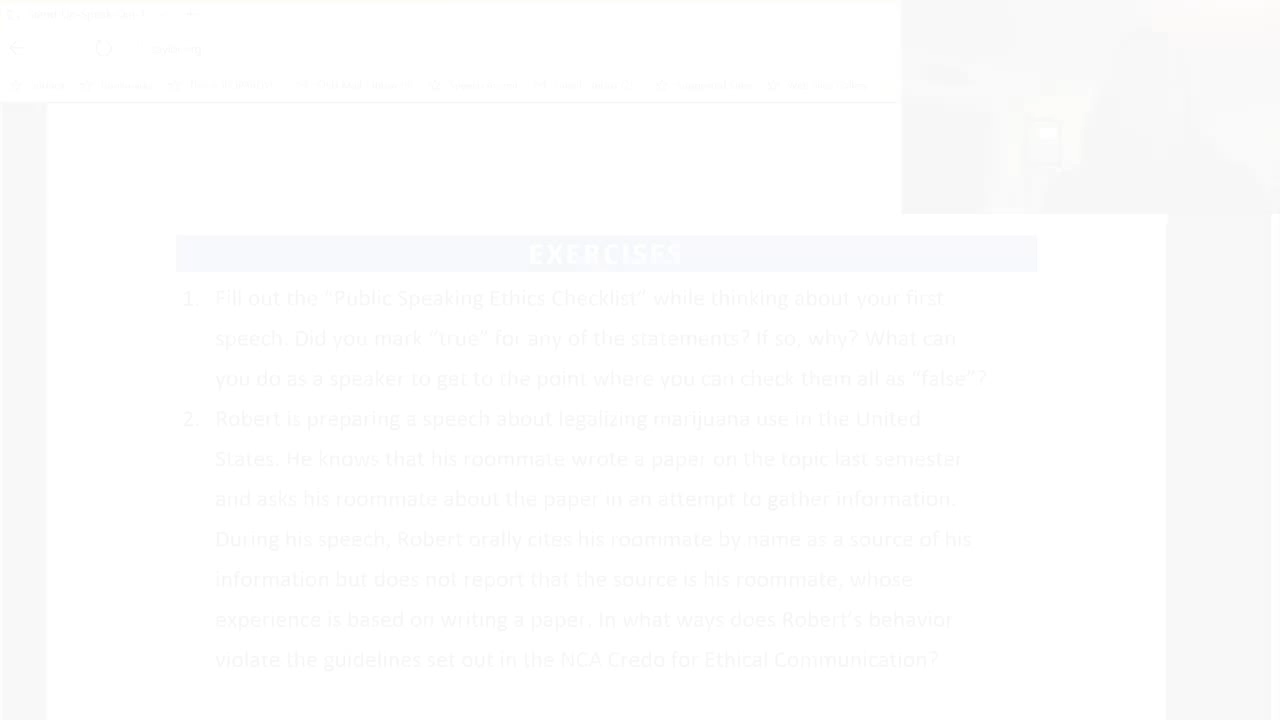 EXERCISES
1. Fill out the “Public Speaking Ethics Checklist” while thinking about your first
speech. Did you mark “true” for any of the statements? If so, why? What can
you do as a speaker to get to the point where you can check them all as “false”?
2. Robert is preparing a speech about legalizing marijuana use in the United
States. He knows that his roommate wrote a paper on the topic last semester
and asks his roommate about the paper in an attempt to gather information.
During his speech, Robert orally cites his roommate by name as a source of his
information but does not report that the source is his roommate, whose
experience is based on writing a paper. In what ways does Robert’s behavior
violate the guidelines set out in the NCA Credo for Ethical Communication?